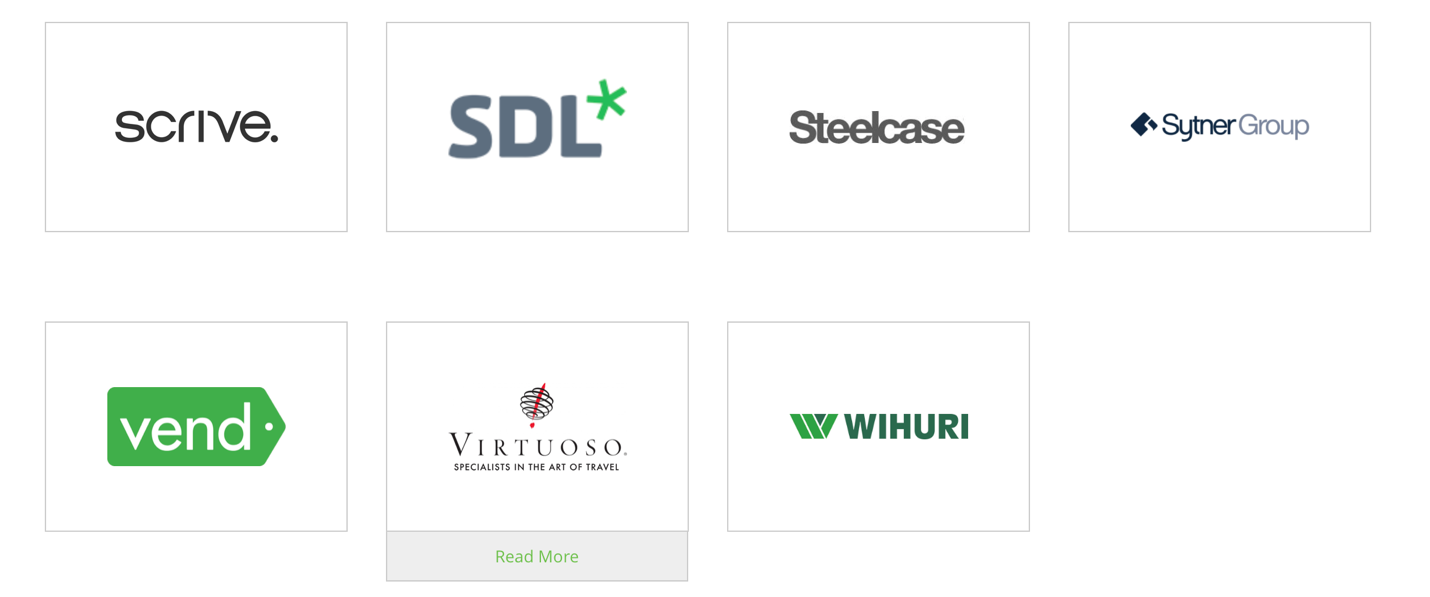 scrive.
SDL*
Steelcase
Sytner Group
vend
VIRTUOSO®
SPECIALISTS IN THE ART OF TRAVEL
WIHURI
Read More